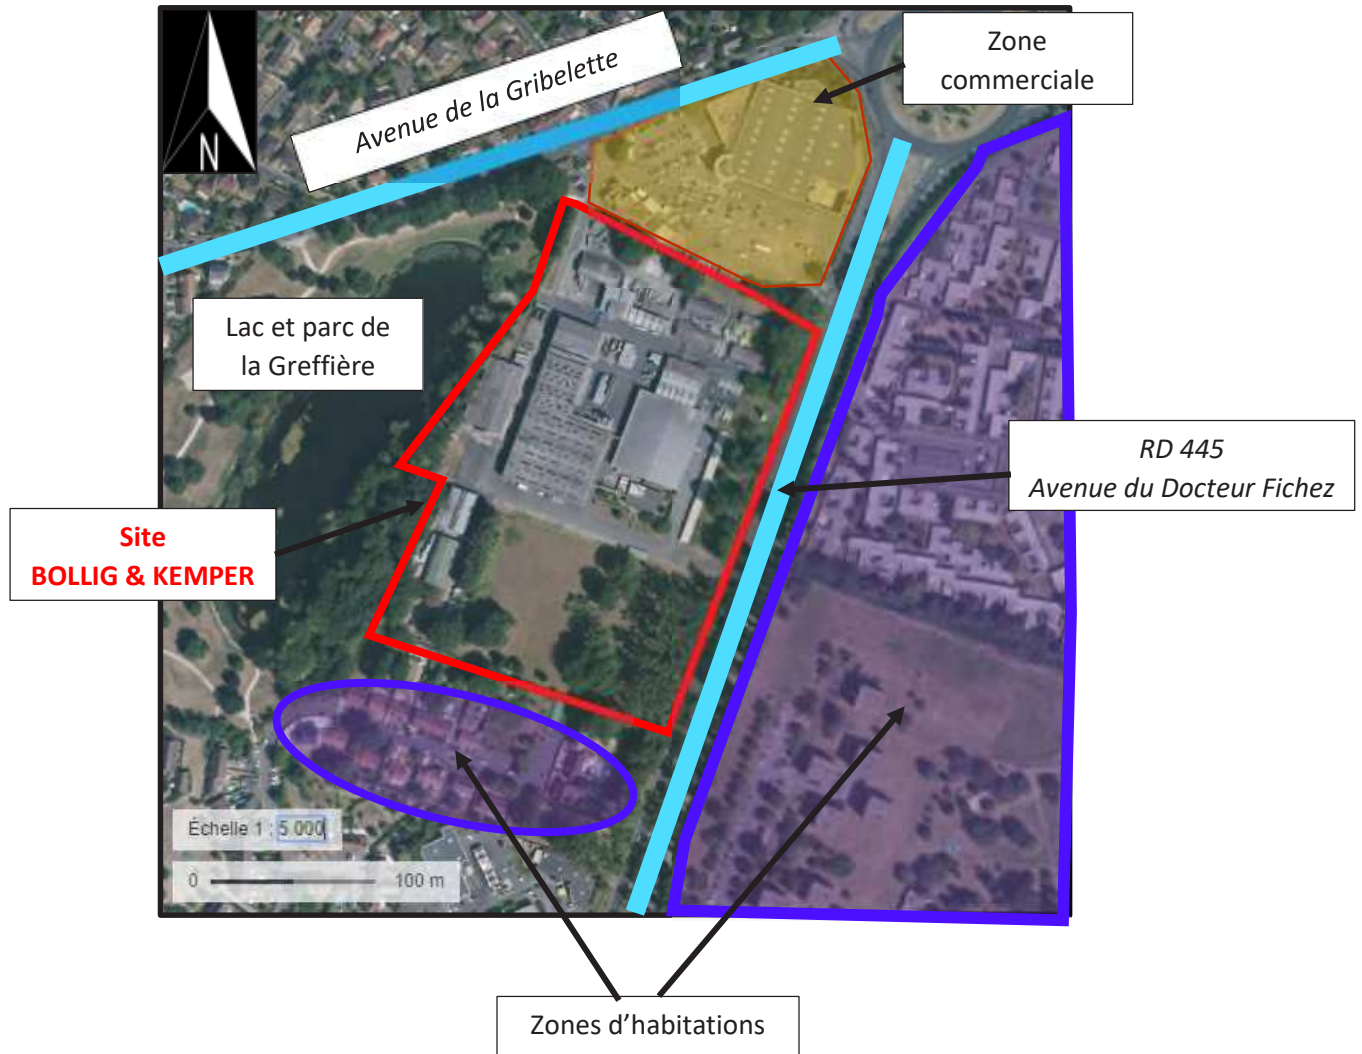 Zone
commerciale
Avenue de la Gribelette
N
Lac et parc de
la Greffière
RD 445
Avenue du Docteur Fichez
Site
BOLLIG & KEMPER
Échelle 1 : 5 000
0 100 m
Zones d'habitations